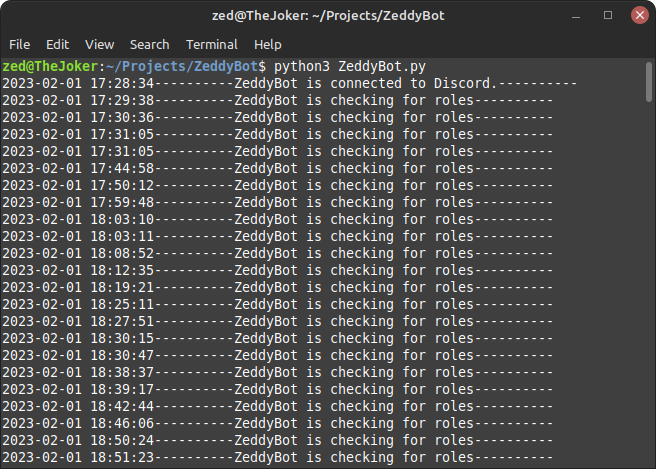 zed@TheJoker: ~/Projects/ZeddyBot
File Edit View Search Terminal Help
zed@TheJoker:~/Projects/ZeddyBot$ python3 ZeddyBot.py
2023-02-01 17:28:34----------ZeddyBot is connected to Discord.----------
2023-02-01 17:29:38----------ZeddyBot is checking for roles----------
2023-02-01 17:30:36----------ZeddyBot is checking for roles----------
2023-02-01 17:31:05----------ZeddyBot is checking for roles----------
2023-02-01 17:31:05----------ZeddyBot is checking for roles----------
2023-02-01 17:44:58----------ZeddyBot is checking for roles----------
2023-02-01 17:50:12----------ZeddyBot is checking for roles----------
2023-02-01 17:59:48----------ZeddyBot is checking for roles----------
2023-02-01 18:03:10----------ZeddyBot is checking for roles----------
2023-02-01 18:03:11----------ZeddyBot is checking for roles----------
2023-02-01 18:08:52----------ZeddyBot is checking for roles----------
2023-02-01 18:12:35----------ZeddyBot is checking for roles----------
2023-02-01 18:19:21----------ZeddyBot is checking for roles----------
2023-02-01 18:25:11----------ZeddyBot is checking for roles----------
2023-02-01 18:27:51----------ZeddyBot is checking for roles----------
2023-02-01 18:30:15----------ZeddyBot is checking for roles----------
2023-02-01 18:30:47----------ZeddyBot is checking for roles----------
2023-02-01 18:38:37----------ZeddyBot is checking for roles----------
2023-02-01 18:39:17----------ZeddyBot is checking for roles----------
2023-02-01 18:42:44----------ZeddyBot is checking for roles----------
2023-02-01 18:46:06----------ZeddyBot is checking for roles----------
2023-02-01 18:50:24----------ZeddyBot is checking for roles----------
2023-02-01 18:51:23----------ZeddyBot is checking for roles----------